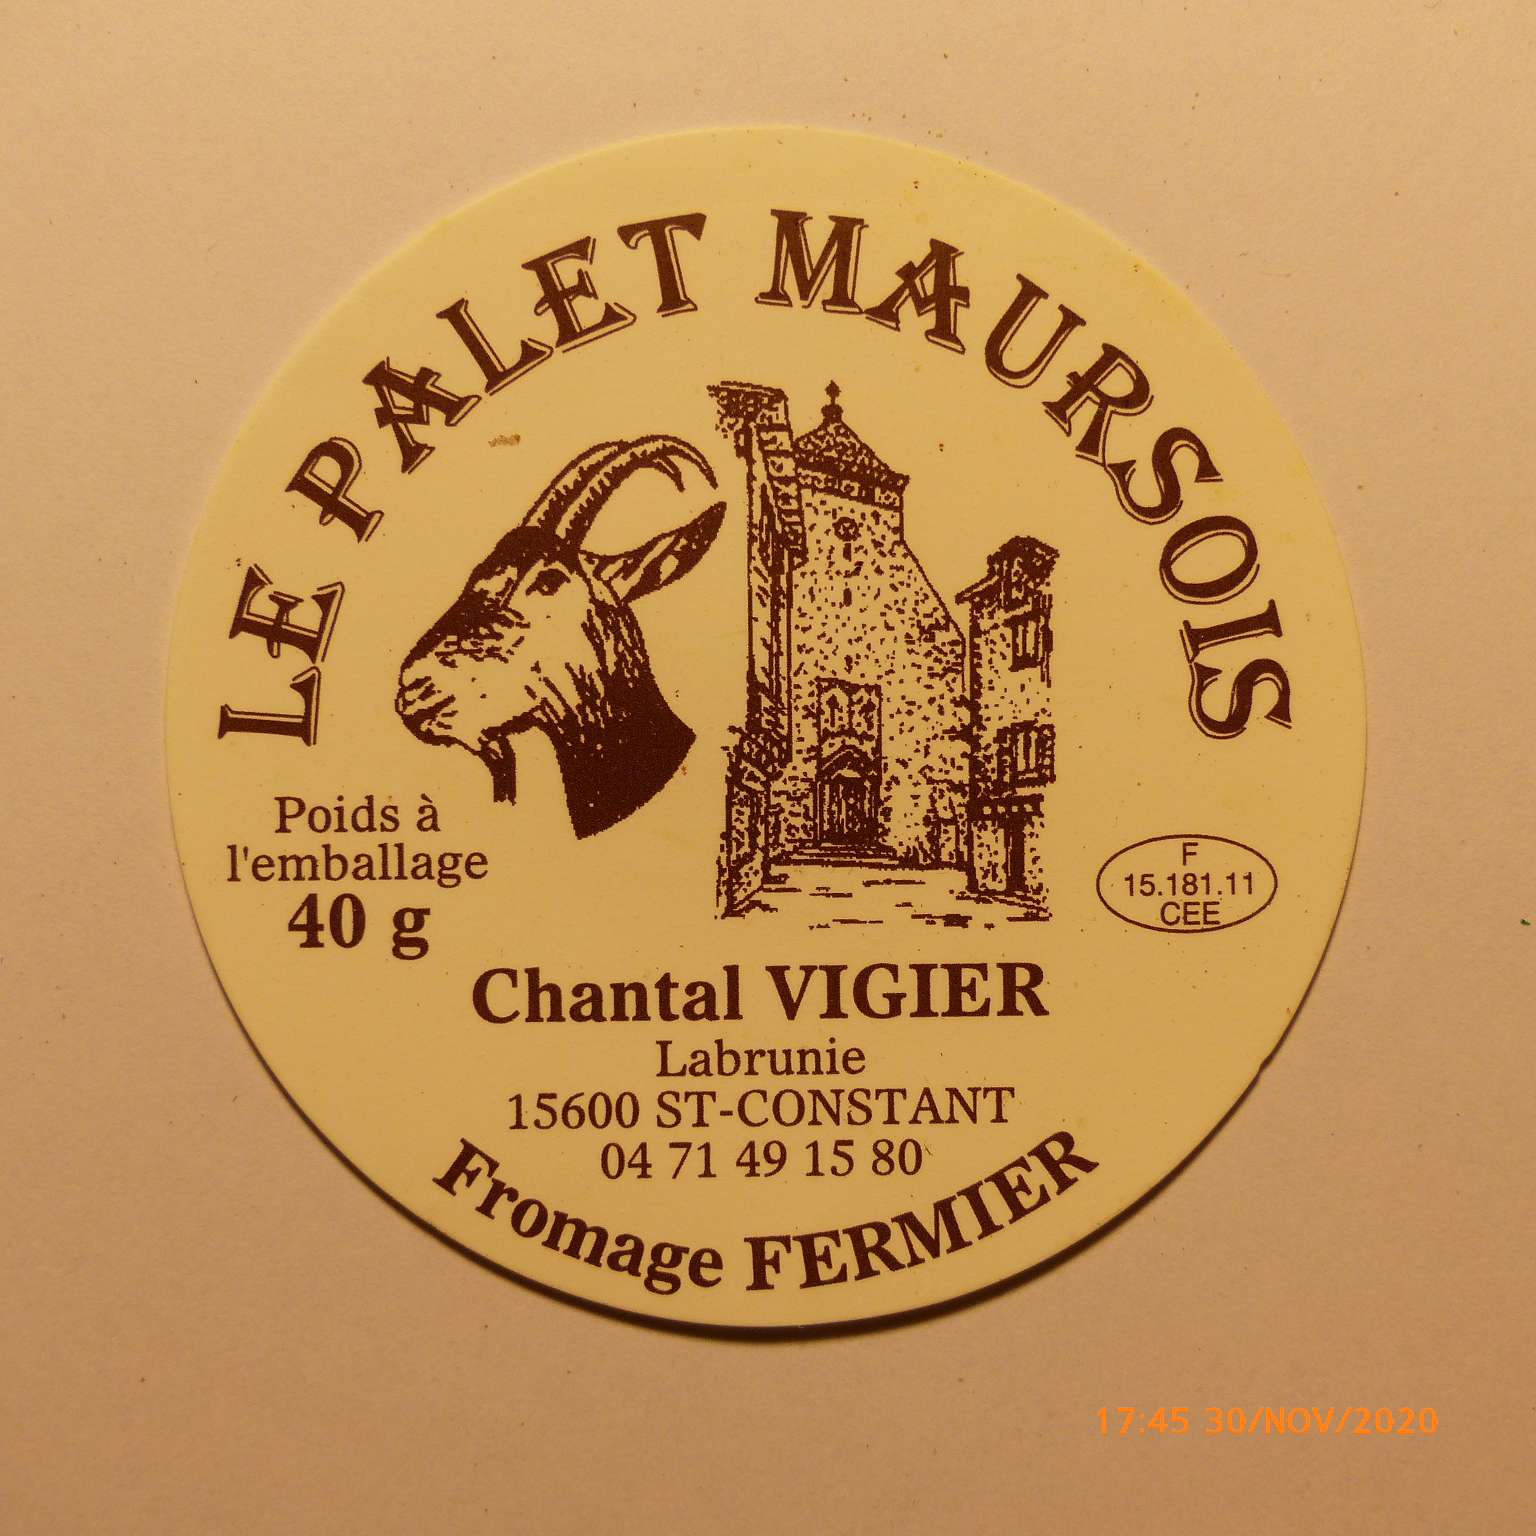 LE PALET MAURSOIS
Poids à
l'emballage
40 g
F
15.181.11
CEE
Chantal VIGIER
Labrunie
15600 ST-CONSTANT
04 71 49 15 80
Fromage FERMIER
17:45 30/NOV/2020